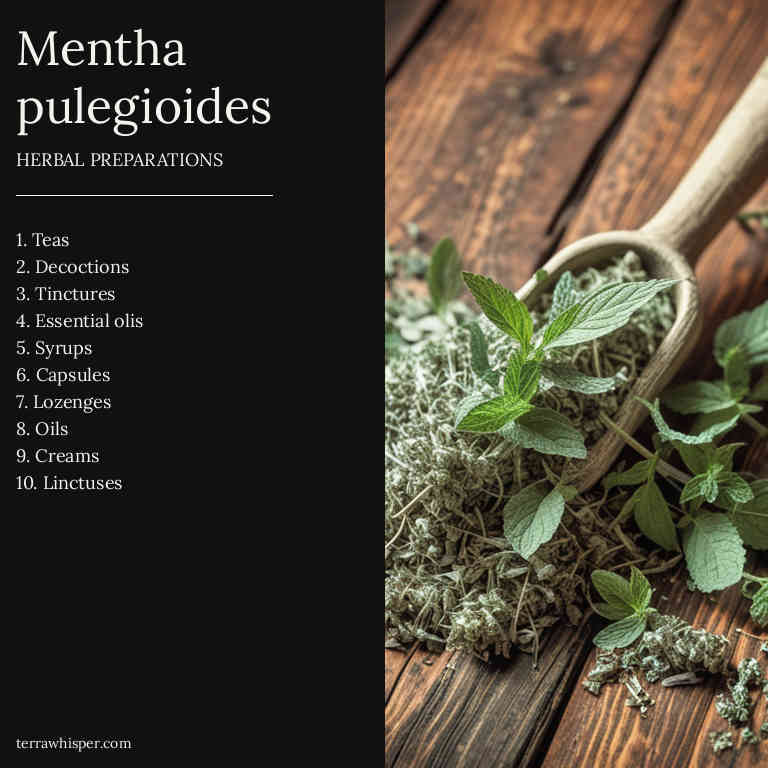 Mentha
pulegioides
HERBAL PREPARATIONS
1. Teas
2. Decoctions
3. Tinctures
4. Essential olis
5. Syrups
6. Capsules
7. Lozenges
8. Oils
9. Creams
10. Linctuses
terrawhisper.com